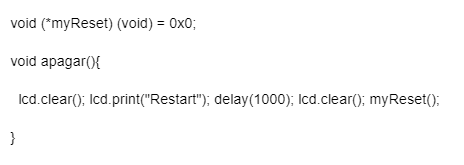 void (*myReset) (void) = 0x0;
void apagar(){
lcd.clear(); lcd.print("Restart"); delay(1000); lcd.clear(); myReset();
}